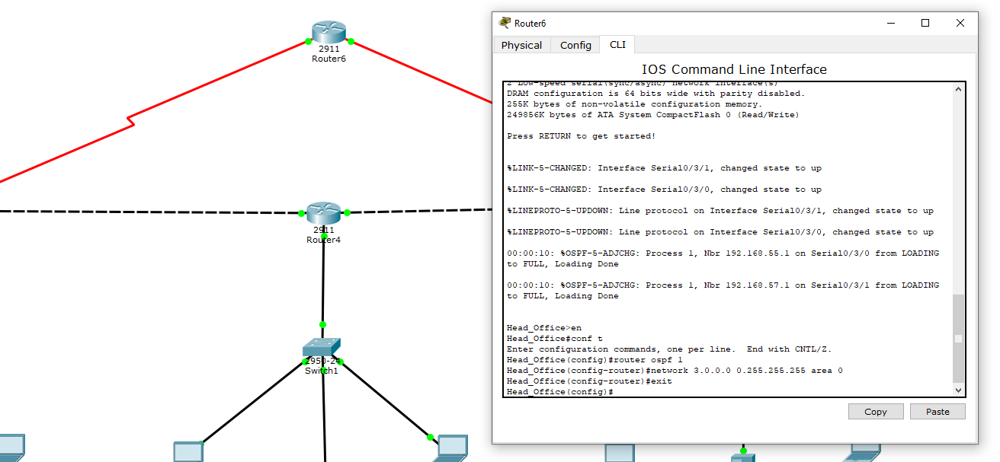 2911
Router6
2911
Router4
2950-24
Switch1
Router6
Physical
Config
CLI
IOS Command Line Interface
2 Low-speed serial(sync/async) network interface(s)
DRAM configuration is 64 bits wide with parity disabled.
255K bytes of non-volatile configuration memory.
249856K bytes of ATA System CompactFlash 0 (Read/Write)
Press RETURN to get started!
%LINK-5-CHANGED: Interface Serial0/3/1, changed state to up
%LINK-5-CHANGED: Interface Serial0/3/0, changed state to up
%LINEPROTO-5-UPDOWN: Line protocol on Interface Serial0/3/1, changed state to up
%LINEPROTO-5-UPDOWN: Line protocol on Interface Serial0/3/0, changed state to up
00:00:10: %OSPF-5-ADJCHG: Process 1, Nbr 192.168.55.1 on Serial0/3/0 from LOADING
to FULL, Loading Done
00:00:10: %OSPF-5-ADJCHG: Process 1, Nbr 192.168.57.1 on Serial0/3/1 from LOADING
to FULL, Loading Done
Head_Office>en
Head_Office#conf t
Enter configuration commands, one per line.  End with CNTL/Z.
Head_Office(config)#router ospf 1
Head_Office(config-router)#network 3.0.0.0 0.255.255.255 area 0
Head_Office(config-router)#exit
Head_Office(config)#
Copy
Paste